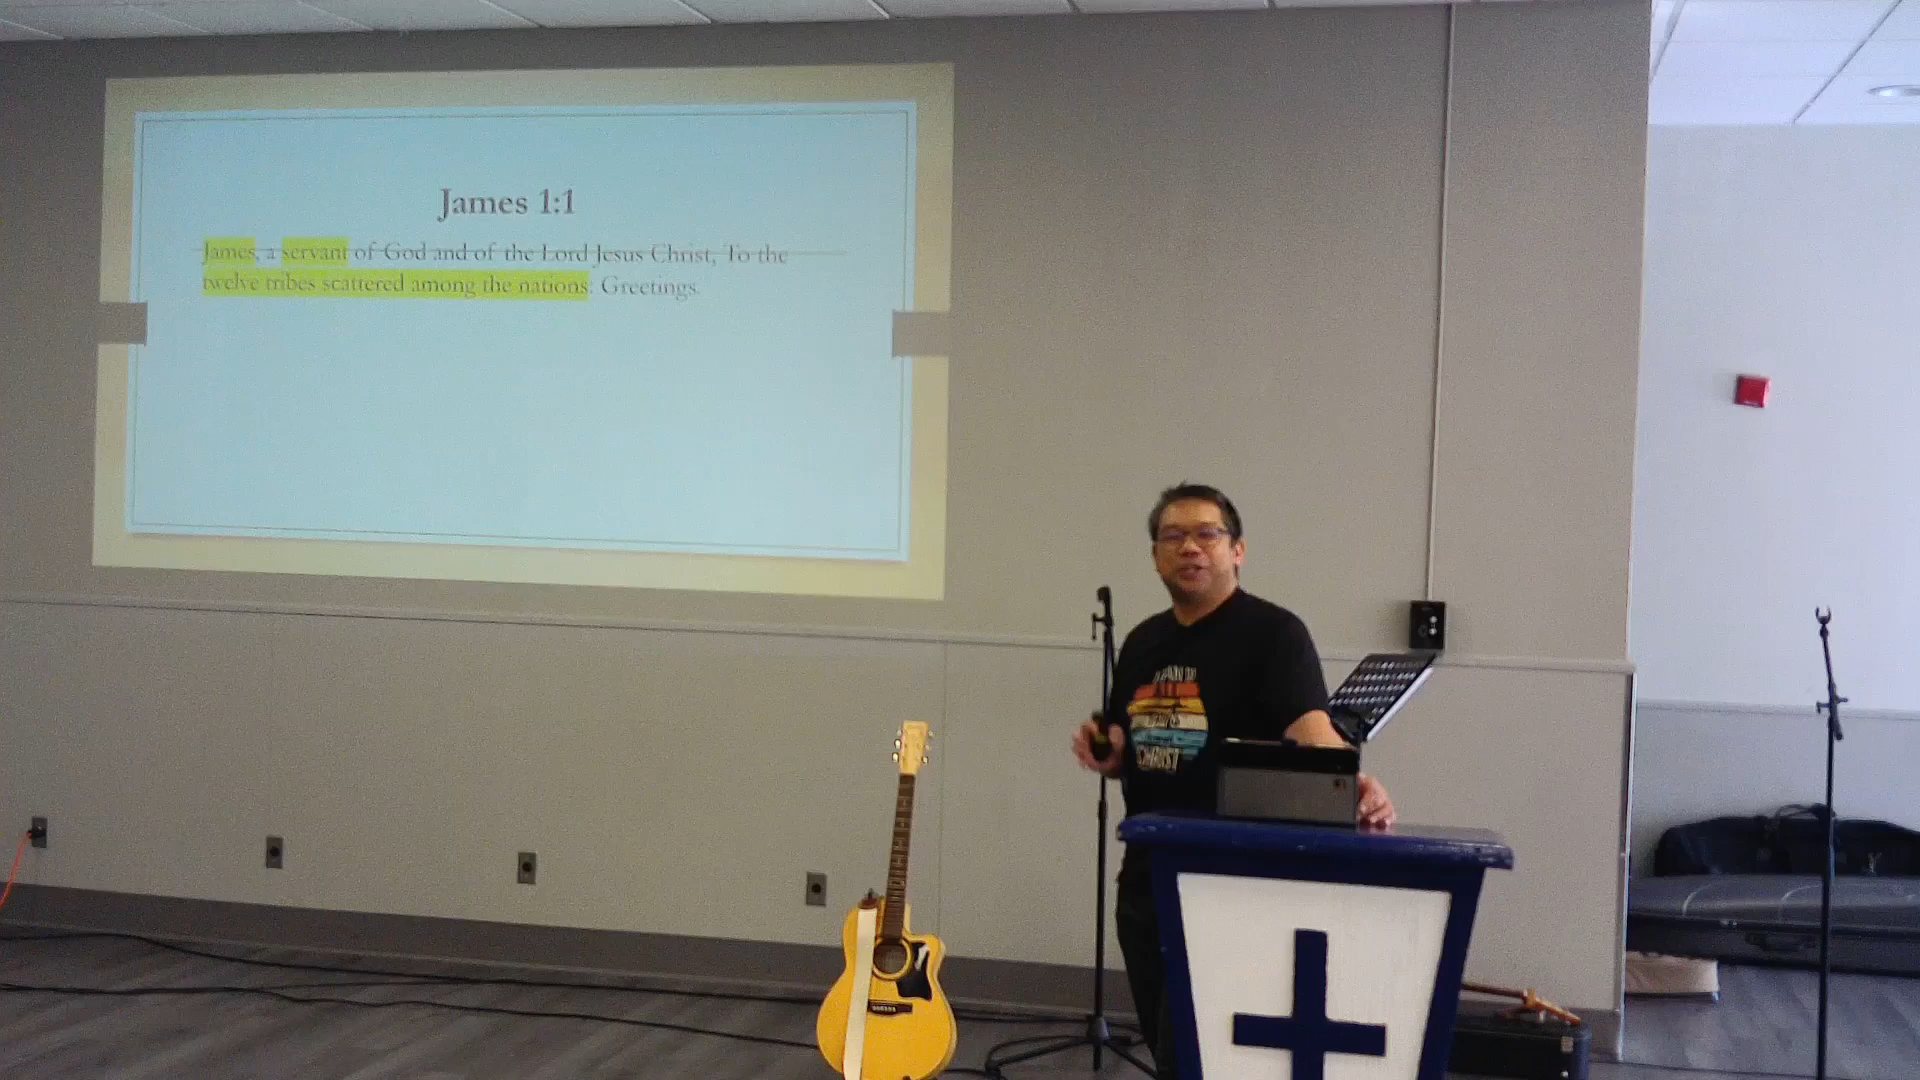 James 1:1
James, a servant of God and of the Lord Jesus Christ, To the
twelve tribes scattered among the nations: Greetings.
CHRIST